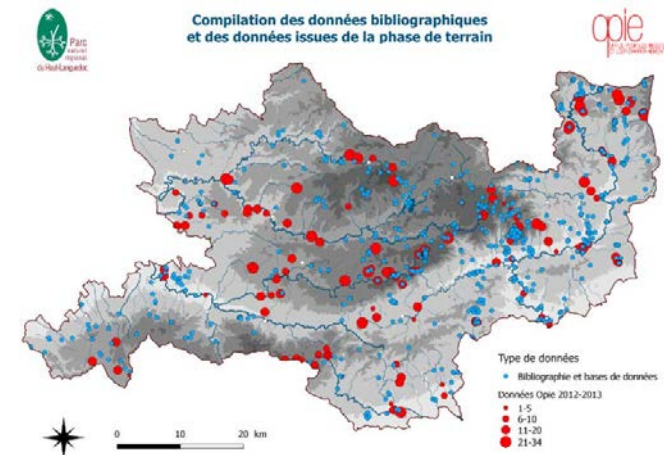 Compilation des données bibliographiques
et des données issues de la phase de terrain
Parc
naturel
régional
du Haut-Languedoc
opie
Type de données
Bibliographie et bases de données
Données Opie 2012-2013
1-5
6-10
11-20
21-34
0 10 20 km